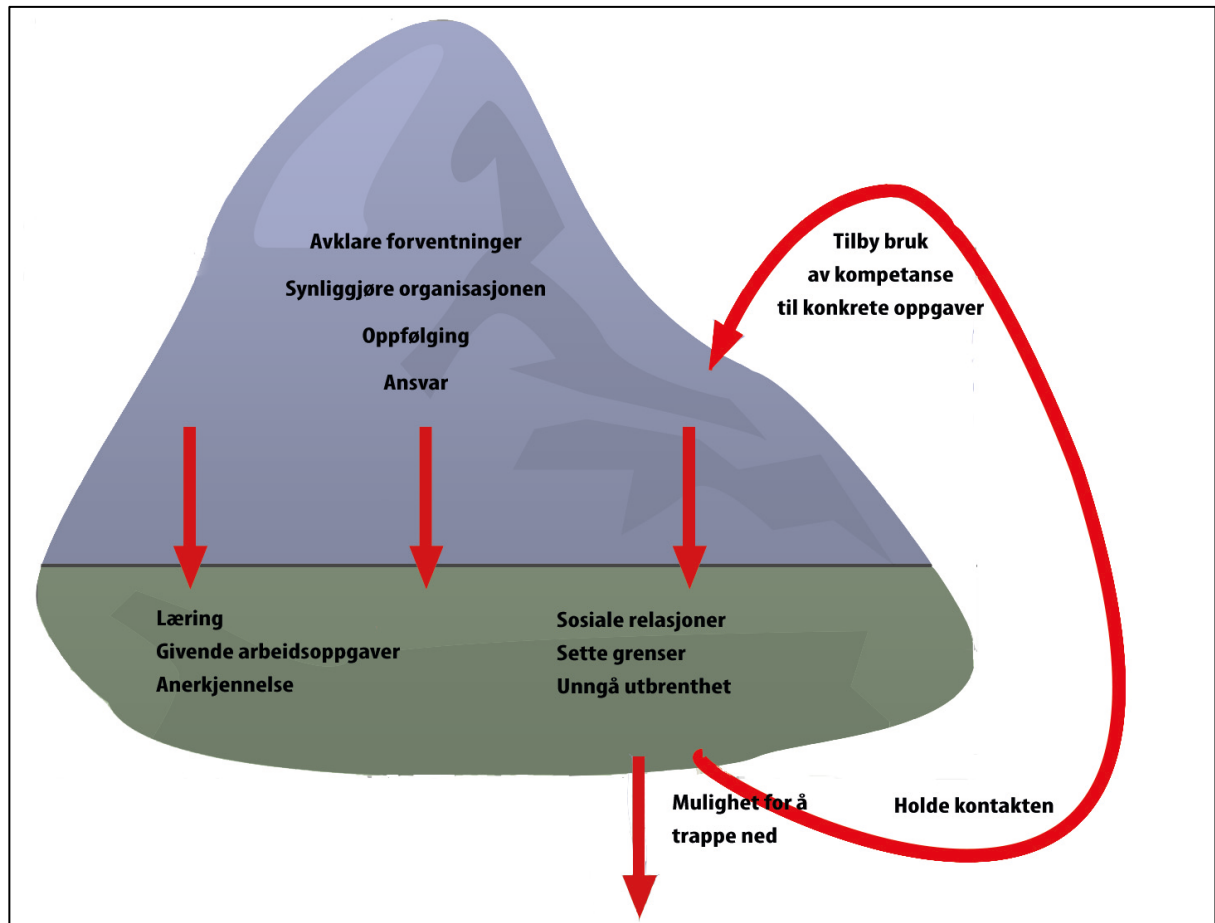 Avklare forventninger
Synliggjøre organisasjonen
Oppfølging
Ansvar
Tilby bruk
av kompetanse
til konkrete oppgaver
Læring
Givende arbeidsoppgaver
Anerkjennelse
Sosiale relasjoner
Sette grenser
Unngå utbrenthet
Mulighet for å
trappe ned
Holde kontakten